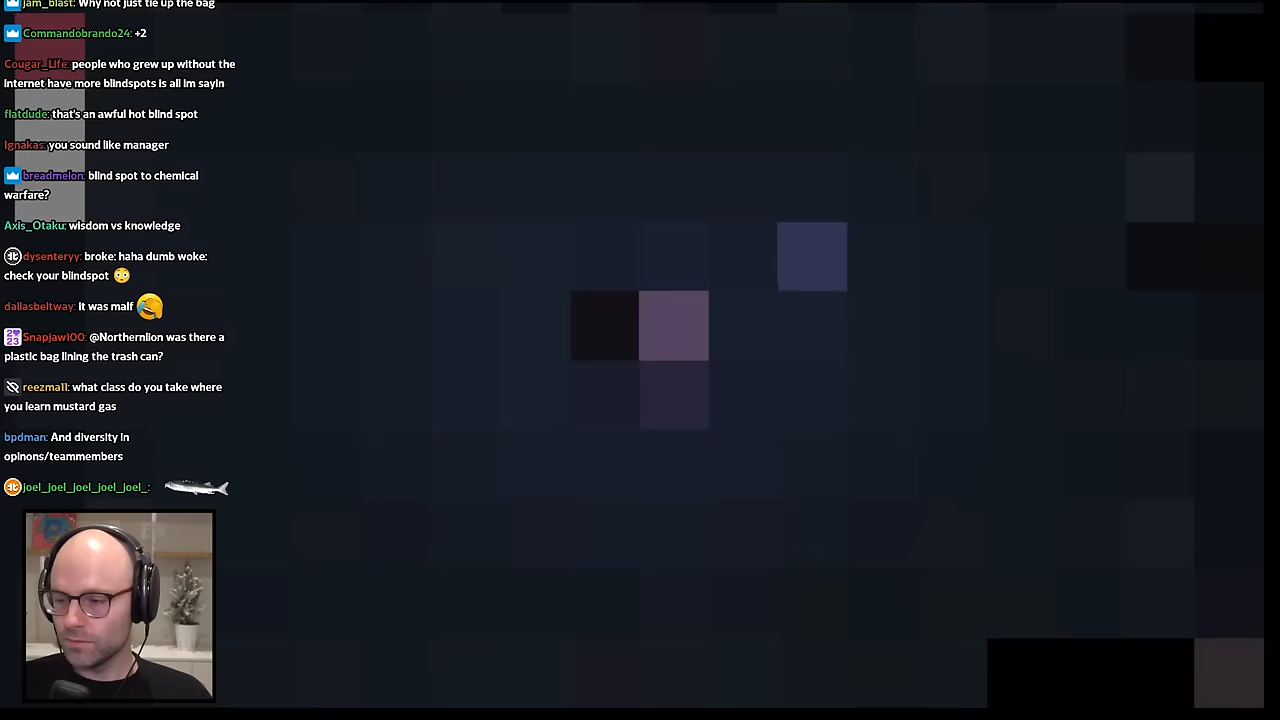 jam_blast: Why not just tie up the bag
Commandobrando24: +2
Cougar_Life: people who grew up without the
internet have more blindspots is all im sayin
flatdude: that's an awful hot blind spot
Ignakas: you sound like manager
breadmelon: blind spot to chemical
warfare?
Axis_Otaku: wisdom vs knowledge
dysenteryy: broke: haha dumb woke:
check your blindspot
dallasbeltway: it was malf
Snapjaw100: @Northernlion was there a
plastic bag lining the trash can?
reezma11: what class do you take where
you learn mustard gas
bpdman: And diversity in
opinons/teammembers
joel_joel_joel_joel_joel_: